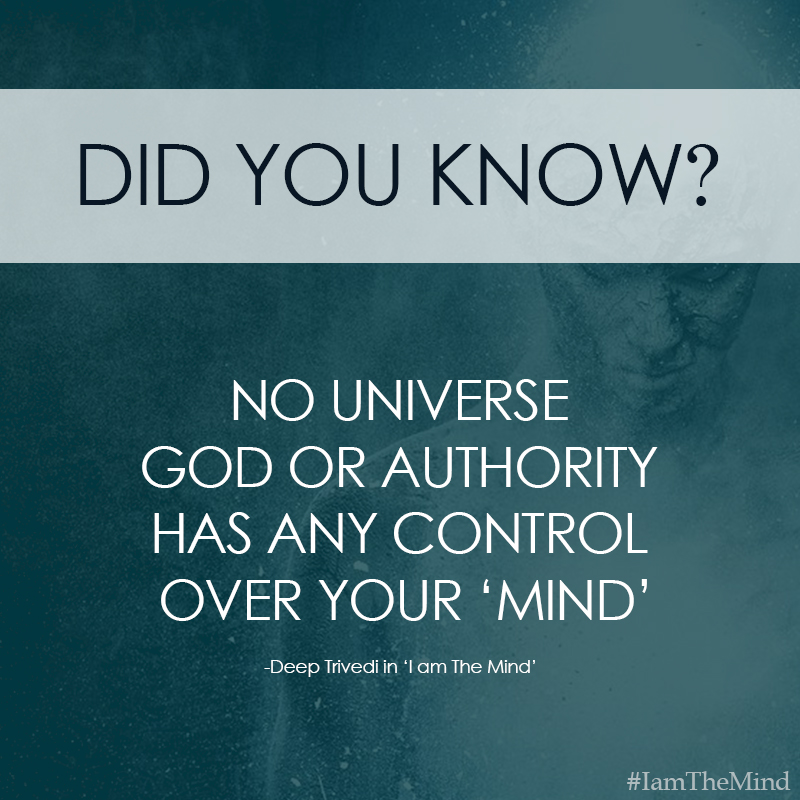 DID YOU KNOW?
NO UNIVERSE
GOD OR AUTHORITY
HAS ANY CONTROL
OVER YOUR ‘MIND’
-Deep Trivedi in ‘I am The Mind’
#IamTheMind